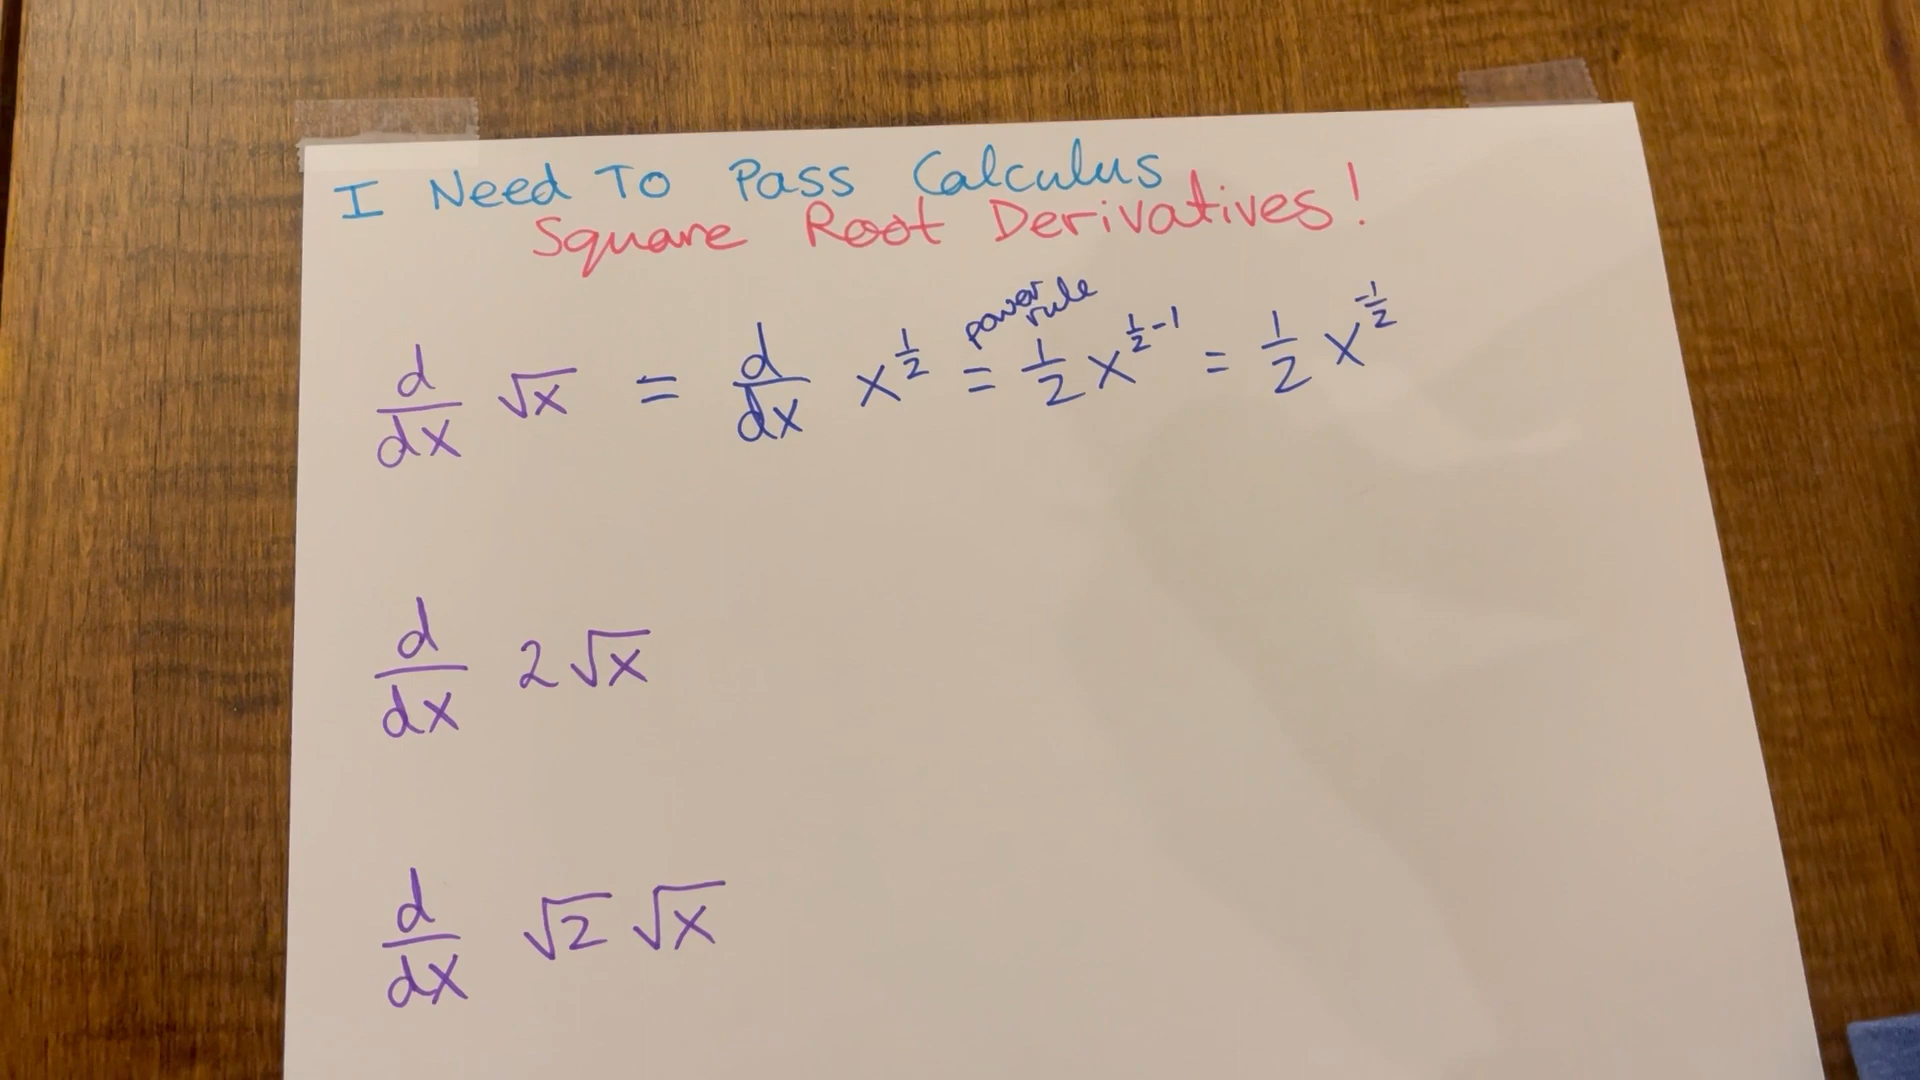 I Need To Pass Calculus
Square Root Derivatives!
power rule
d/dx √x = d/dx x^(1/2) = 1/2 x^(1/2-1) = 1/2 x^(-1/2)
d/dx 2√x
d/dx √2 √x